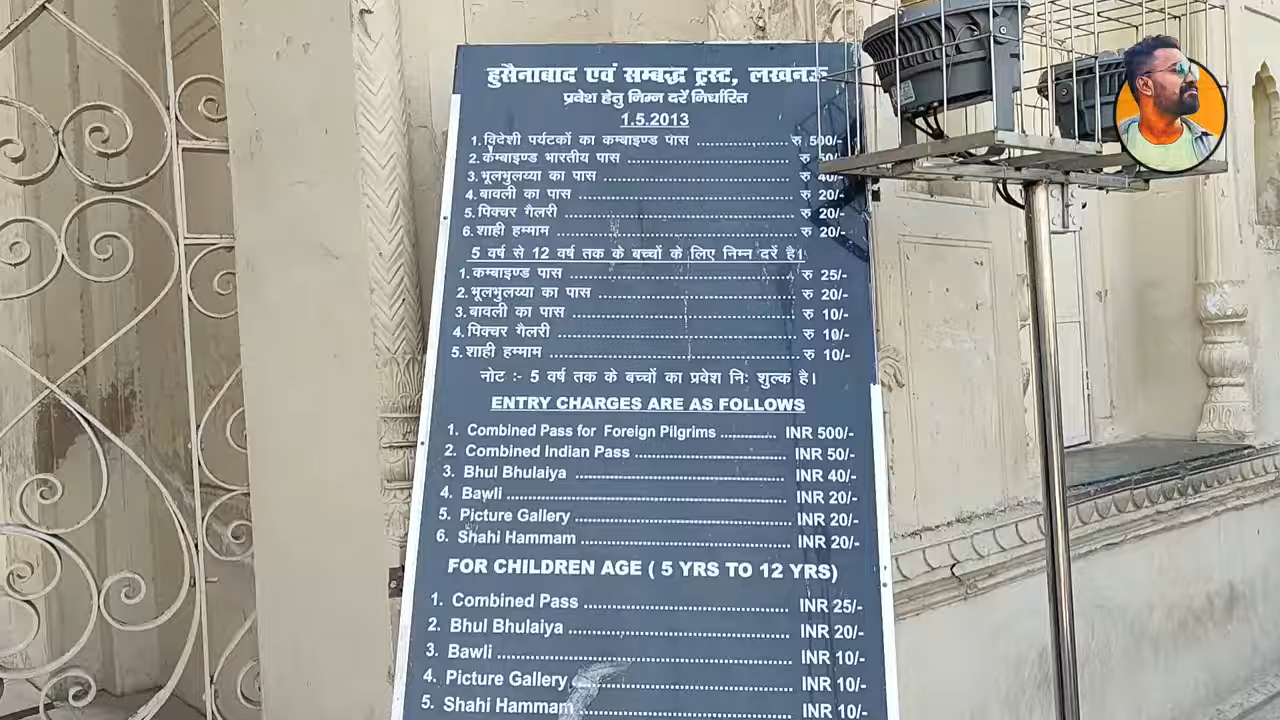 हुसैनाबाद एवं सम्बद्ध ट्रस्ट, लखनऊ
प्रवेश हेतु निम्न दरें निर्धारित
1.5.2013
1. विदेशी पर्यटकों का कम्बाइण्ड पास ........................ रु 500/-
2. कम्बाइण्ड भारतीय पास ........................ रु 50/-
3. भूलभुलय्या का पास ........................ रु 40/-
4. बावली का पास ........................ रु 20/-
5. पिक्चर गैलरी ........................ रु 20/-
6. शाही हम्माम ........................ रु 20/-
5 वर्ष से 12 वर्ष तक के बच्चों के लिए निम्न दरें है।
1. कम्बाइण्ड पास ........................ रु 25/-
2. भूलभुलय्या का पास ........................ रु 20/-
3. बावली का पास ........................ रु 10/-
4. पिक्चर गैलरी ........................ रु 10/-
5. शाही हम्माम ........................ रु 10/-
नोट :- 5 वर्ष तक के बच्चों का प्रवेश निः शुल्क है।
ENTRY CHARGES ARE AS FOLLOWS
1. Combined Pass for Foreign Pilgrims ............. INR 500/-
2. Combined Indian Pass ........................ INR 50/-
3. Bhul Bhulaiya ........................ INR 40/-
4. Bawli ........................ INR 20/-
5. Picture Gallery ........................ INR 20/-
6. Shahi Hammam ........................ INR 20/-
FOR CHILDREN AGE ( 5 YRS TO 12 YRS)
1. Combined Pass ........................ INR 25/-
2. Bhul Bhulaiya ........................ INR 20/-
3. Bawli ........................ INR 10/-
4. Picture Gallery ........................ INR 10/-
5. Shahi Hammam ........................ INR 10/-